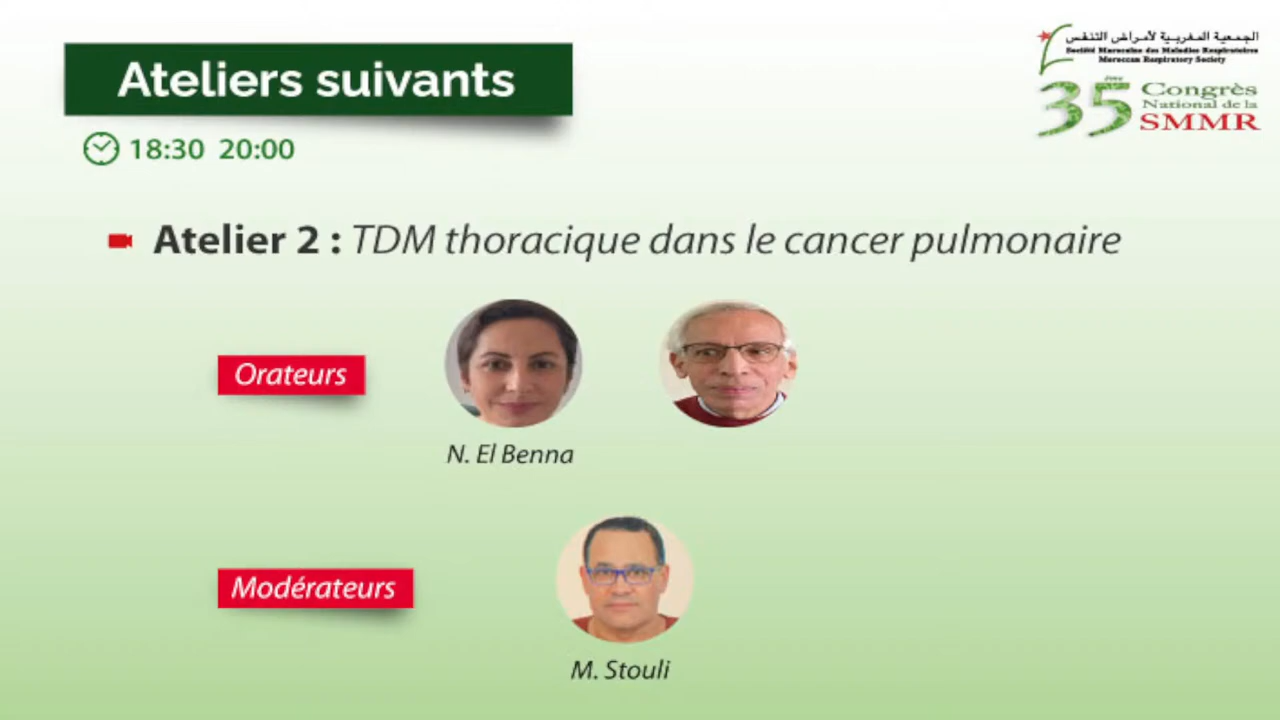 Ateliers suivants
الجمعية المغربية لأمراض التنفس
Société Marocaine des Maladies Respiratoires
Moroccan Respiratory Society
35ème Congrès
National de la
SMMR
18:30 20:00
Atelier 2 : TDM thoracique dans le cancer pulmonaire
Orateurs
N. El Benna
Modérateurs
M. Stouli